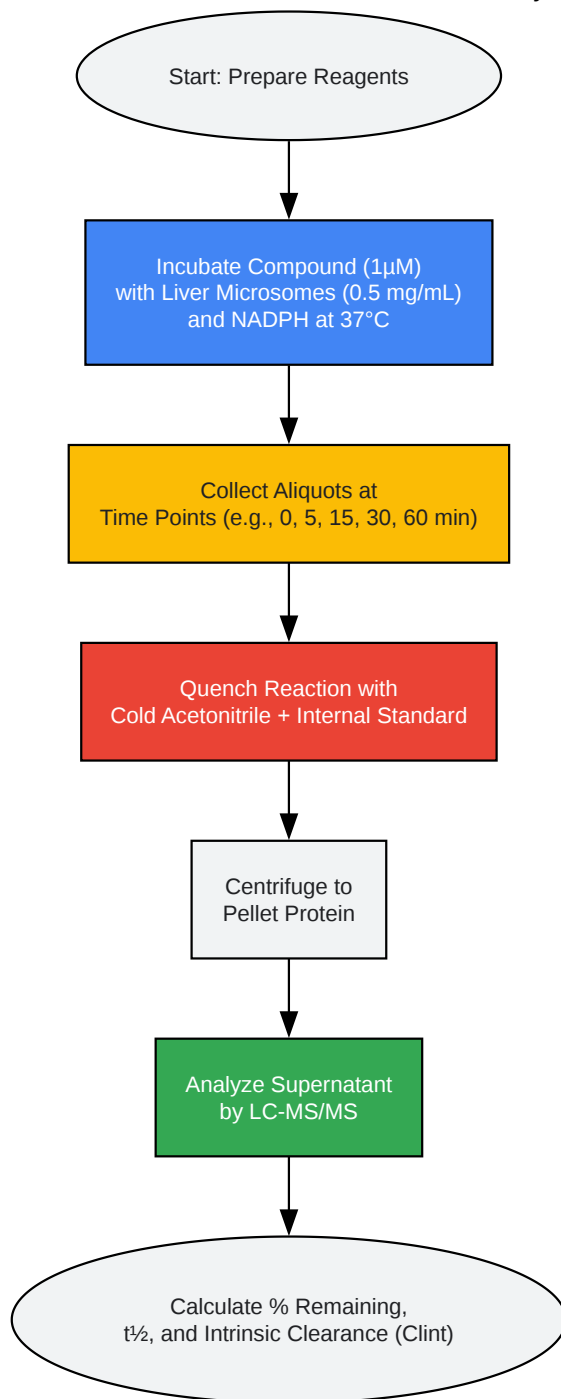 Start: Prepare Reagents
Incubate Compound (1µM)
with Liver Microsomes (0.5 mg/mL)
and NADPH at 37°C
Collect Aliquots at
Time Points (e.g., 0, 5, 15, 30, 60 min)
Quench Reaction with
Cold Acetonitrile + Internal Standard
Centrifuge to
Pellet Protein
Analyze Supernatant
by LC-MS/MS
Calculate % Remaining,
t½, and Intrinsic Clearance (Clint)